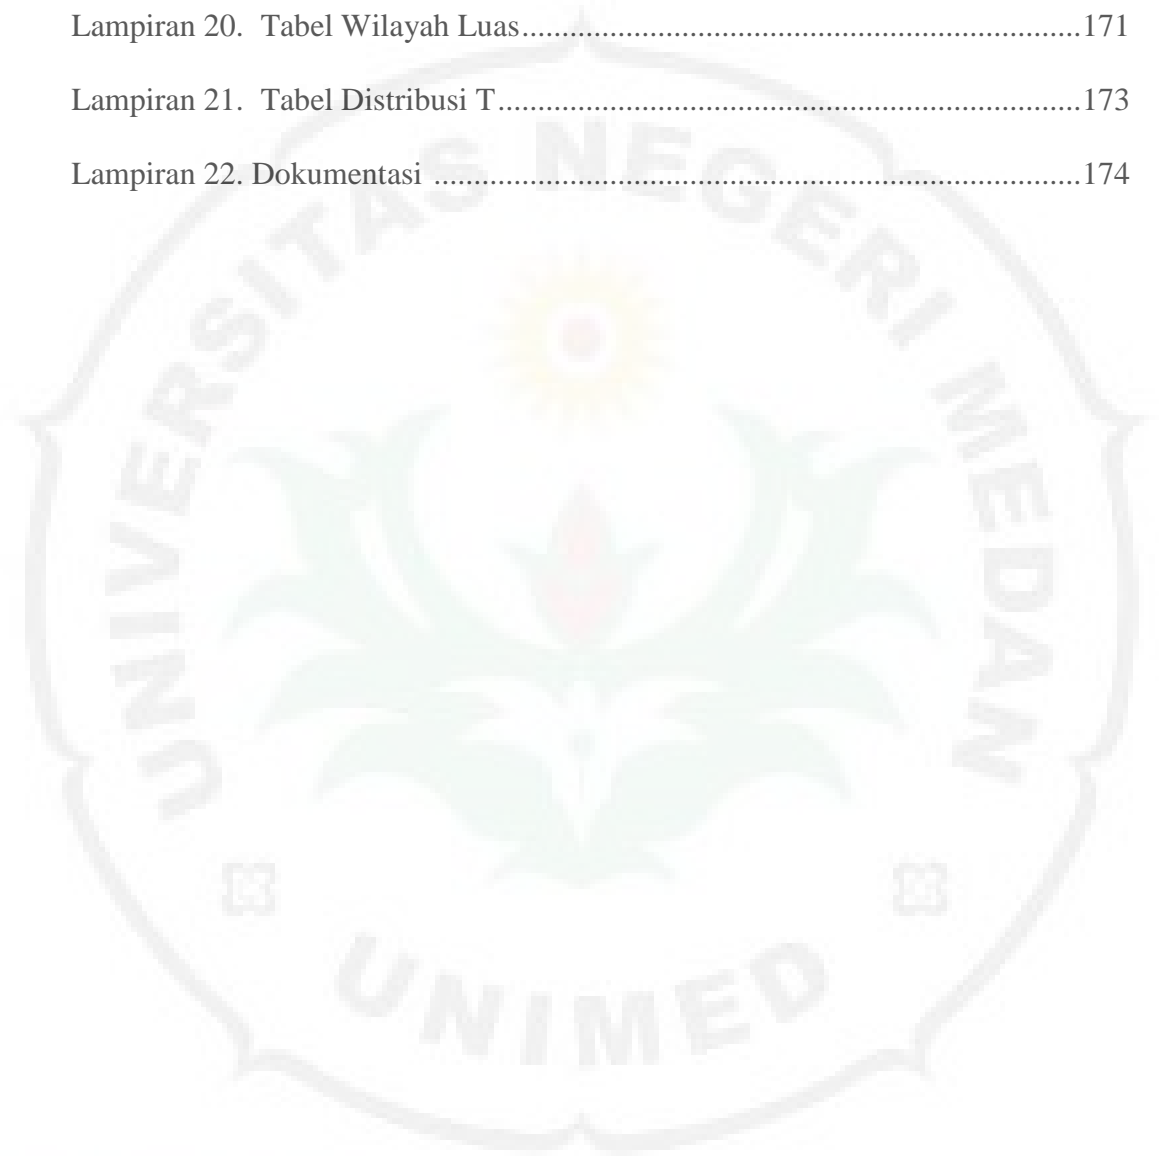 Lampiran 20.  Tabel Wilayah Luas.......................................................................171
Lampiran 21.  Tabel Distribusi T..........................................................................173
Lampiran 22. Dokumentasi ..................................................................................174
UNIVERSITAS NEGERI MEDAN
UNIMED